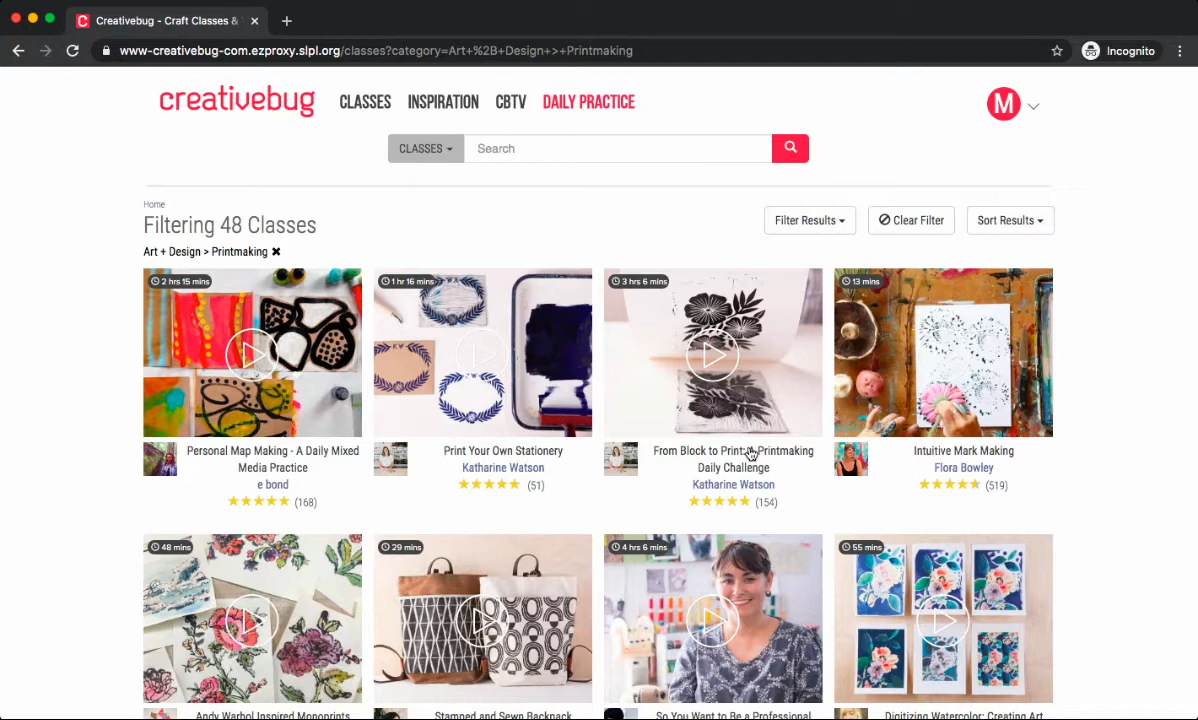 Creativebug - Craft Classes &
www-creativebug-com.ezproxy.slpl.org/classes?category=Art+%2B+Design+>+Printmaking
Incognito
creativebug
CLASSES
INSPIRATION
CBTV
DAILY PRACTICE
M
CLASSES
Search
Home
Filtering 48 Classes
Filter Results
Clear Filter
Sort Results
Art + Design > Printmaking
2 hrs 15 mins
1 hr 16 mins
3 hrs 6 mins
13 mins
Personal Map Making - A Daily Mixed
Media Practice
e bond
(168)
Print Your Own Stationery
Katharine Watson
(51)
From Block to Print: A Printmaking
Daily Challenge
Katharine Watson
(154)
Intuitive Mark Making
Flora Bowley
(519)
48 mins
29 mins
4 hrs 6 mins
55 mins
Andy Warhol Inspired Monoprints
Stamped and Sewn Backpack
So You Want to Be a Professional
Digitizing Watercolor: Creating Art